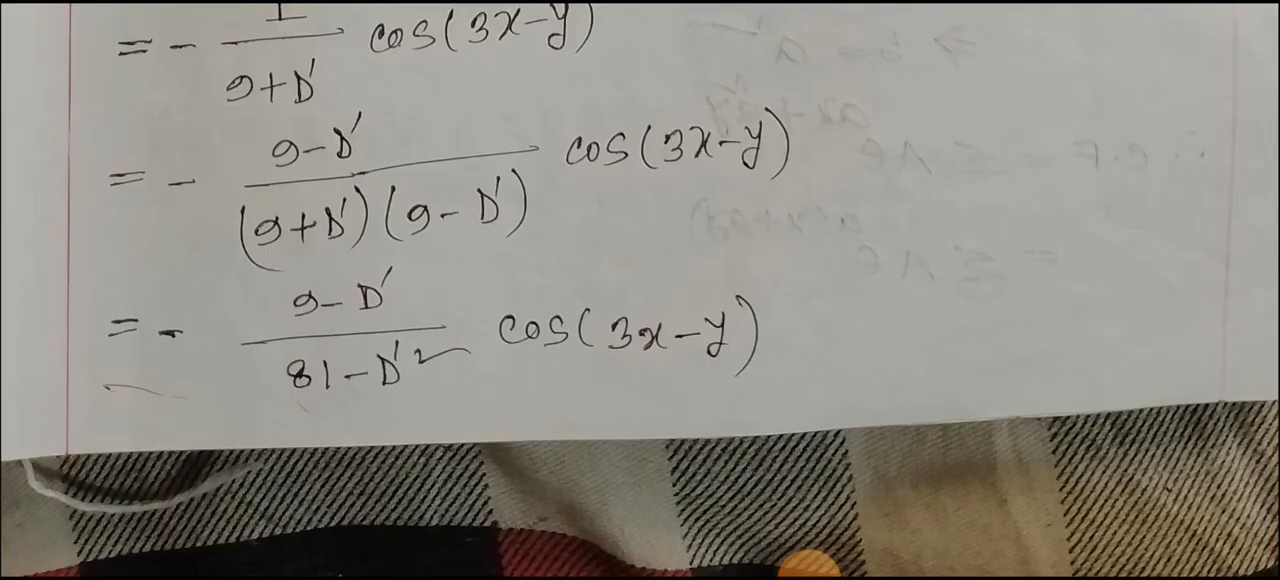 = - 1/(9+D′) cos(3x-y)
= - (9-D′)/((9+D′)(9-D′)) cos(3x-y)
= - (9-D′)/(81-D′²) cos(3x-y)